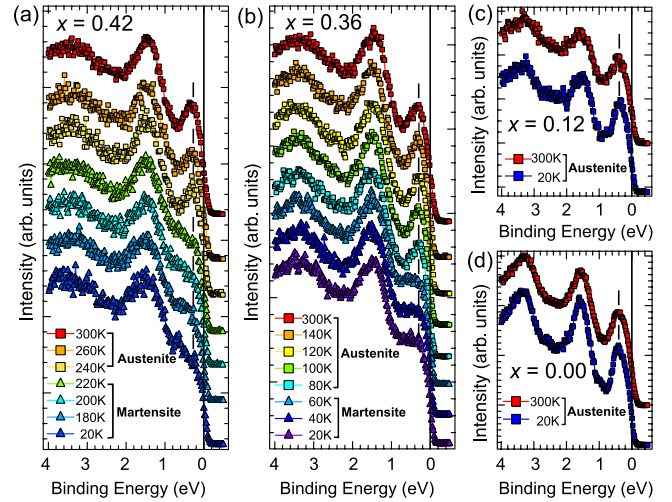 (a)
x = 0.42
Intensity (arb. units)
300K
260K
240K
Austenite
220K
200K
180K
20K
Martensite
4 3 2 1 0
Binding Energy (eV)
(b)
x = 0.36
Intensity (arb. units)
300K
140K
120K
100K
80K
Austenite
60K
40K
20K
Martensite
4 3 2 1 0
Binding Energy (eV)
(c)
x = 0.12
Intensity (arb. units)
300K
20K
Austenite
4 3 2 1 0
Binding Energy (eV)
(d)
x = 0.00
Intensity (arb. units)
300K
20K
Austenite
4 3 2 1 0
Binding Energy (eV)